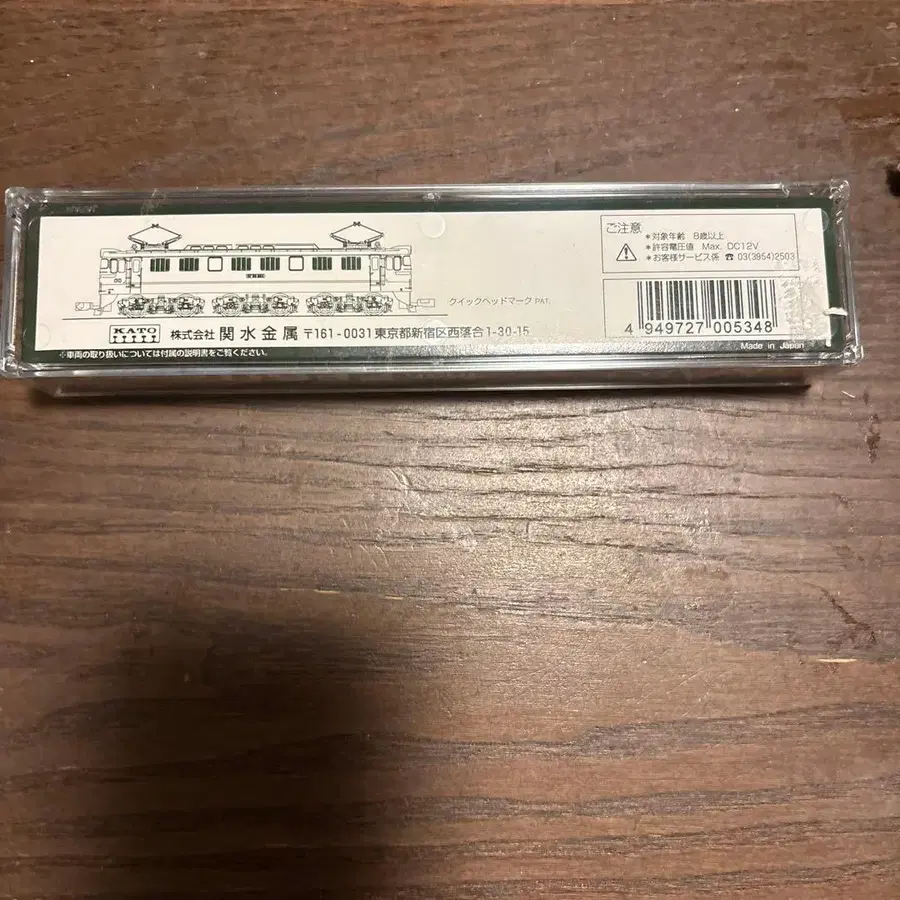 ご注意
*対象年齢 8歳以上
*許容電圧値 Max. DC12V
*お客様サービス係 ☎ 03(3954)2503
クイックヘッドマーク PAT.
KATO
株式会社 関水金属 〒161-0031 東京都新宿区西落合1-30-15
4 949727 005348
※車両の取り扱いについては付属の説明書をご覧ください。
Made in Japan